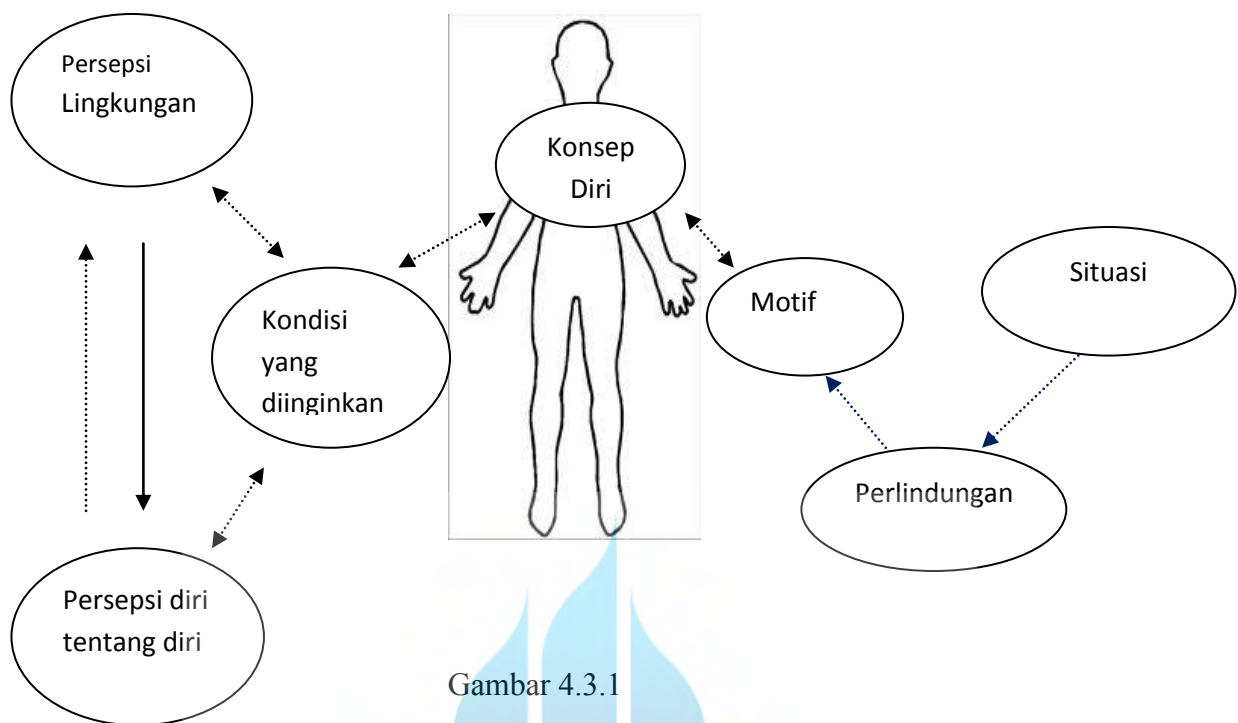 Persepsi
Lingkungan
Konsep
Diri
Kondisi
yang
diinginkan
Motif
Situasi
Perlindungan
Persepsi diri
tentang diri
Gambar 4.3.1